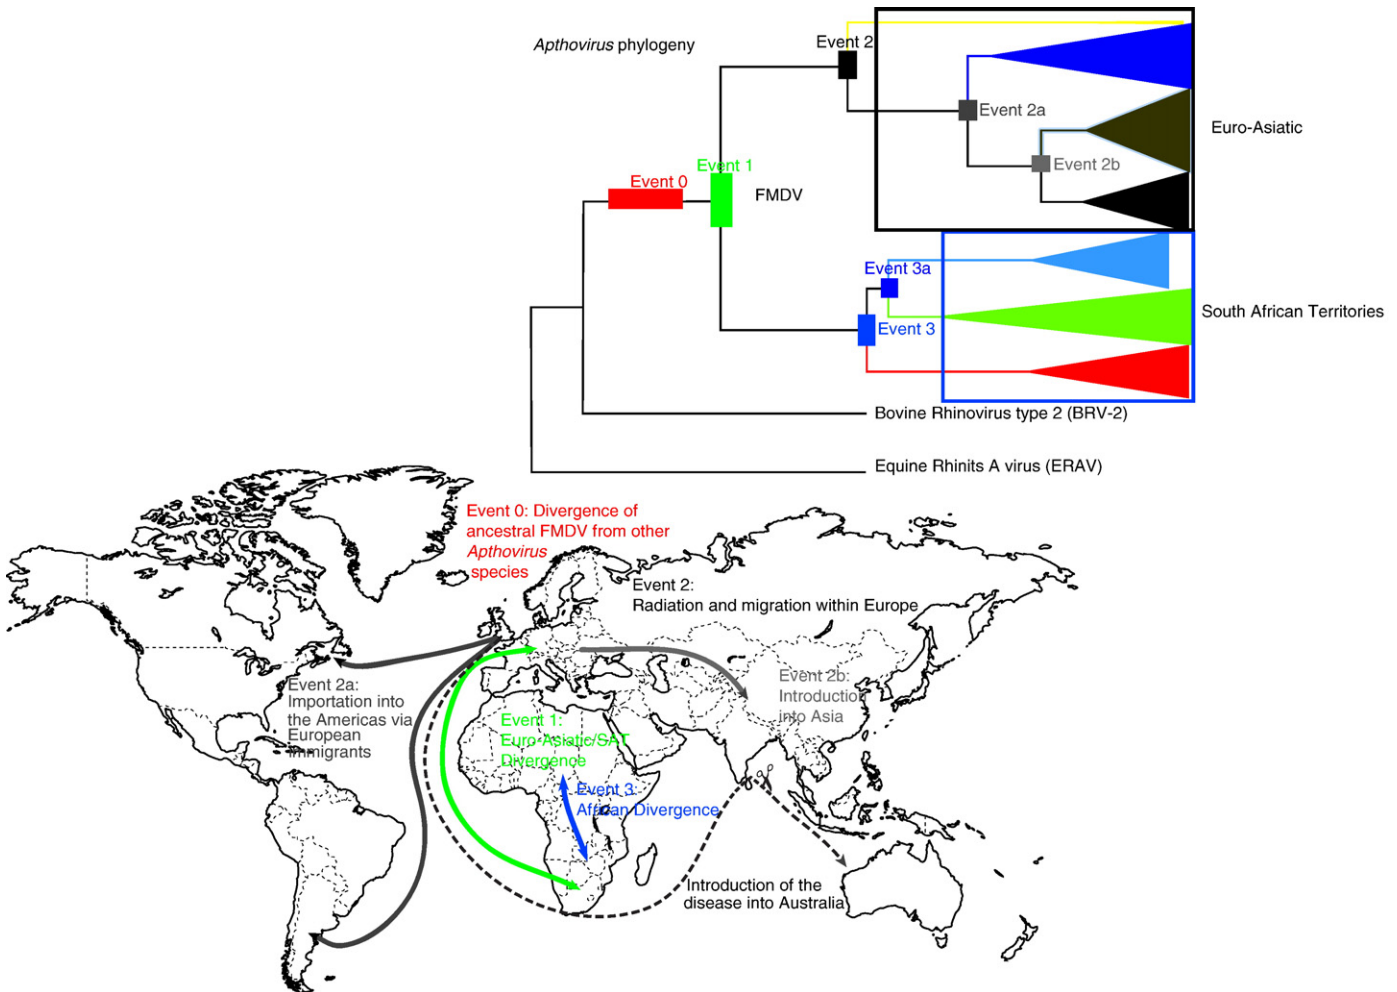 Apthovirus phylogeny
Event 2
Event 2a
Euro-Asiatic
Event 1
Event 2b
Event 0
FMDV
Event 3a
South African Territories
Event 3
Bovine Rhinovirus type 2 (BRV-2)
Equine Rhinits A virus (ERAV)
Event 0: Divergence of
ancestral FMDV from other
Apthovirus
species
Event 2:
Radiation and migration within Europe
Event 2a:
Importation into
the Americas via
European
immigrants
Event 2b:
Introduction
into Asia
Event 1:
Euro-Asiatic/SAT
Divergence
Event 3:
African Divergence
Introduction of the
disease into Australia